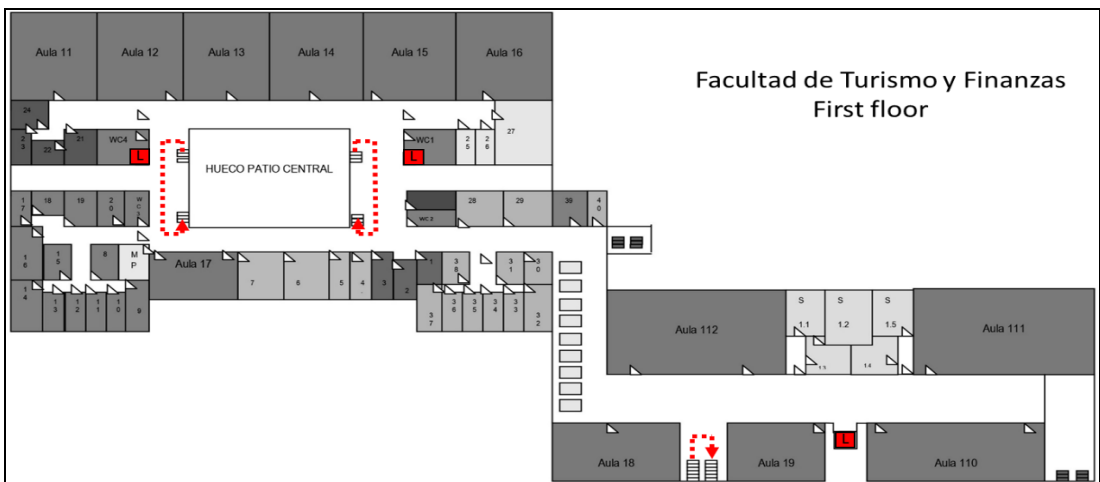 Aula 11 Aula 12 Aula 13 Aula 14 Aula 15 Aula 16
Facultad de Turismo y Finanzas
First floor
24
23 22 21 WC4
L
HUECO PATIO CENTRAL
WC1
L
25 26 27
17 18 19 20
28 29 39 40
WC 2
16 15 8 MP
Aula 17
7 6 5 4 3 2 1
38 31 30
14 13 12 11 10 9
37 36 35 34 33 32
Aula 112
S 1.1
S 1.2
S 1.5
1.4
Aula 111
Aula 18
Aula 19
L
Aula 110